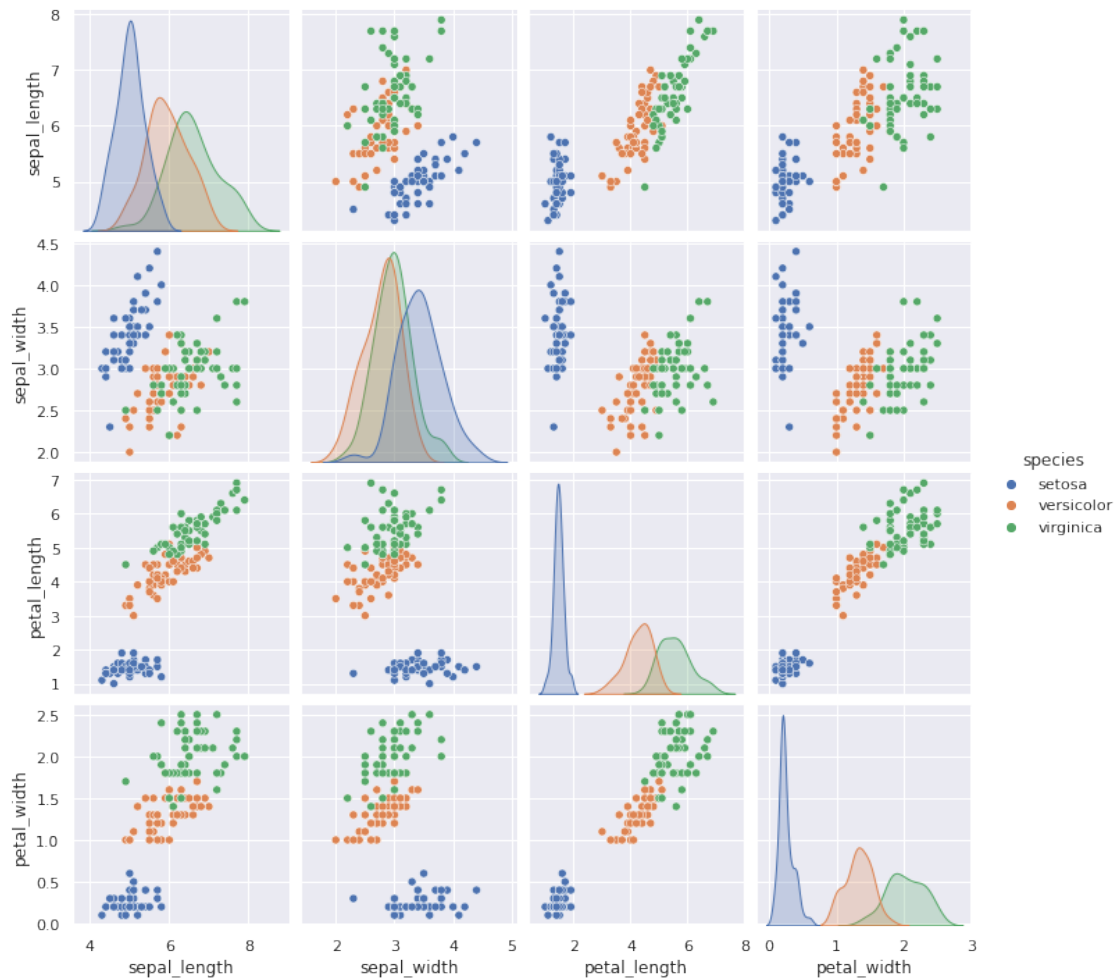 8
7
6
5
sepal_length
4.5
4.0
3.5
3.0
2.5
2.0
sepal_width
species
setosa
versicolor
virginica
7
6
5
4
3
2
1
petal_length
2.5
2.0
1.5
1.0
0.5
0.0
petal_width
4 6 8 2 3 4 5 2 4 6 8 0 1 2 3
sepal_length sepal_width petal_length petal_width